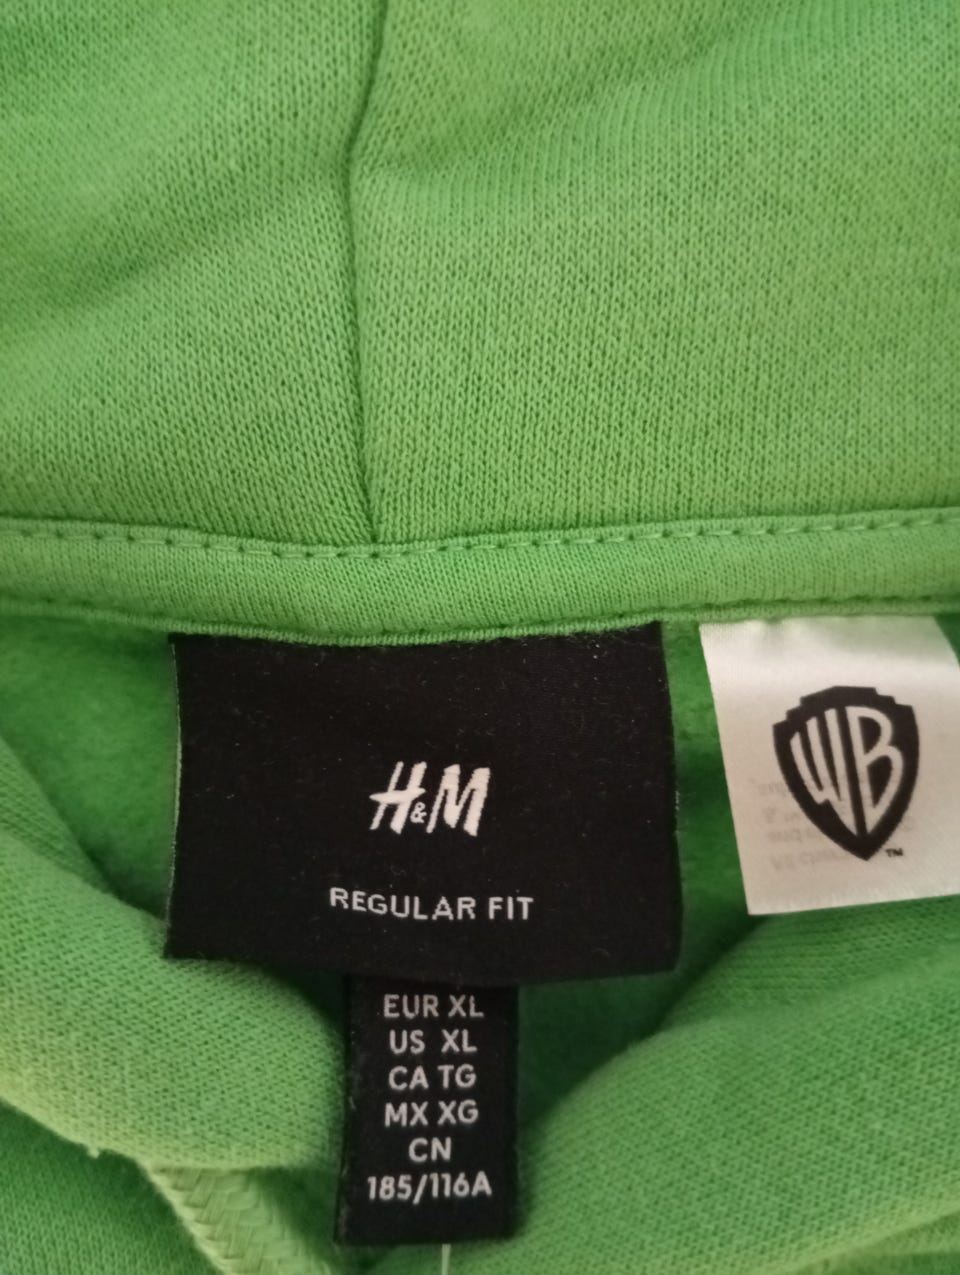 H&M
REGULAR FIT
EUR XL
US XL
CA TG
MX XG
CN
185/116A
WB
™